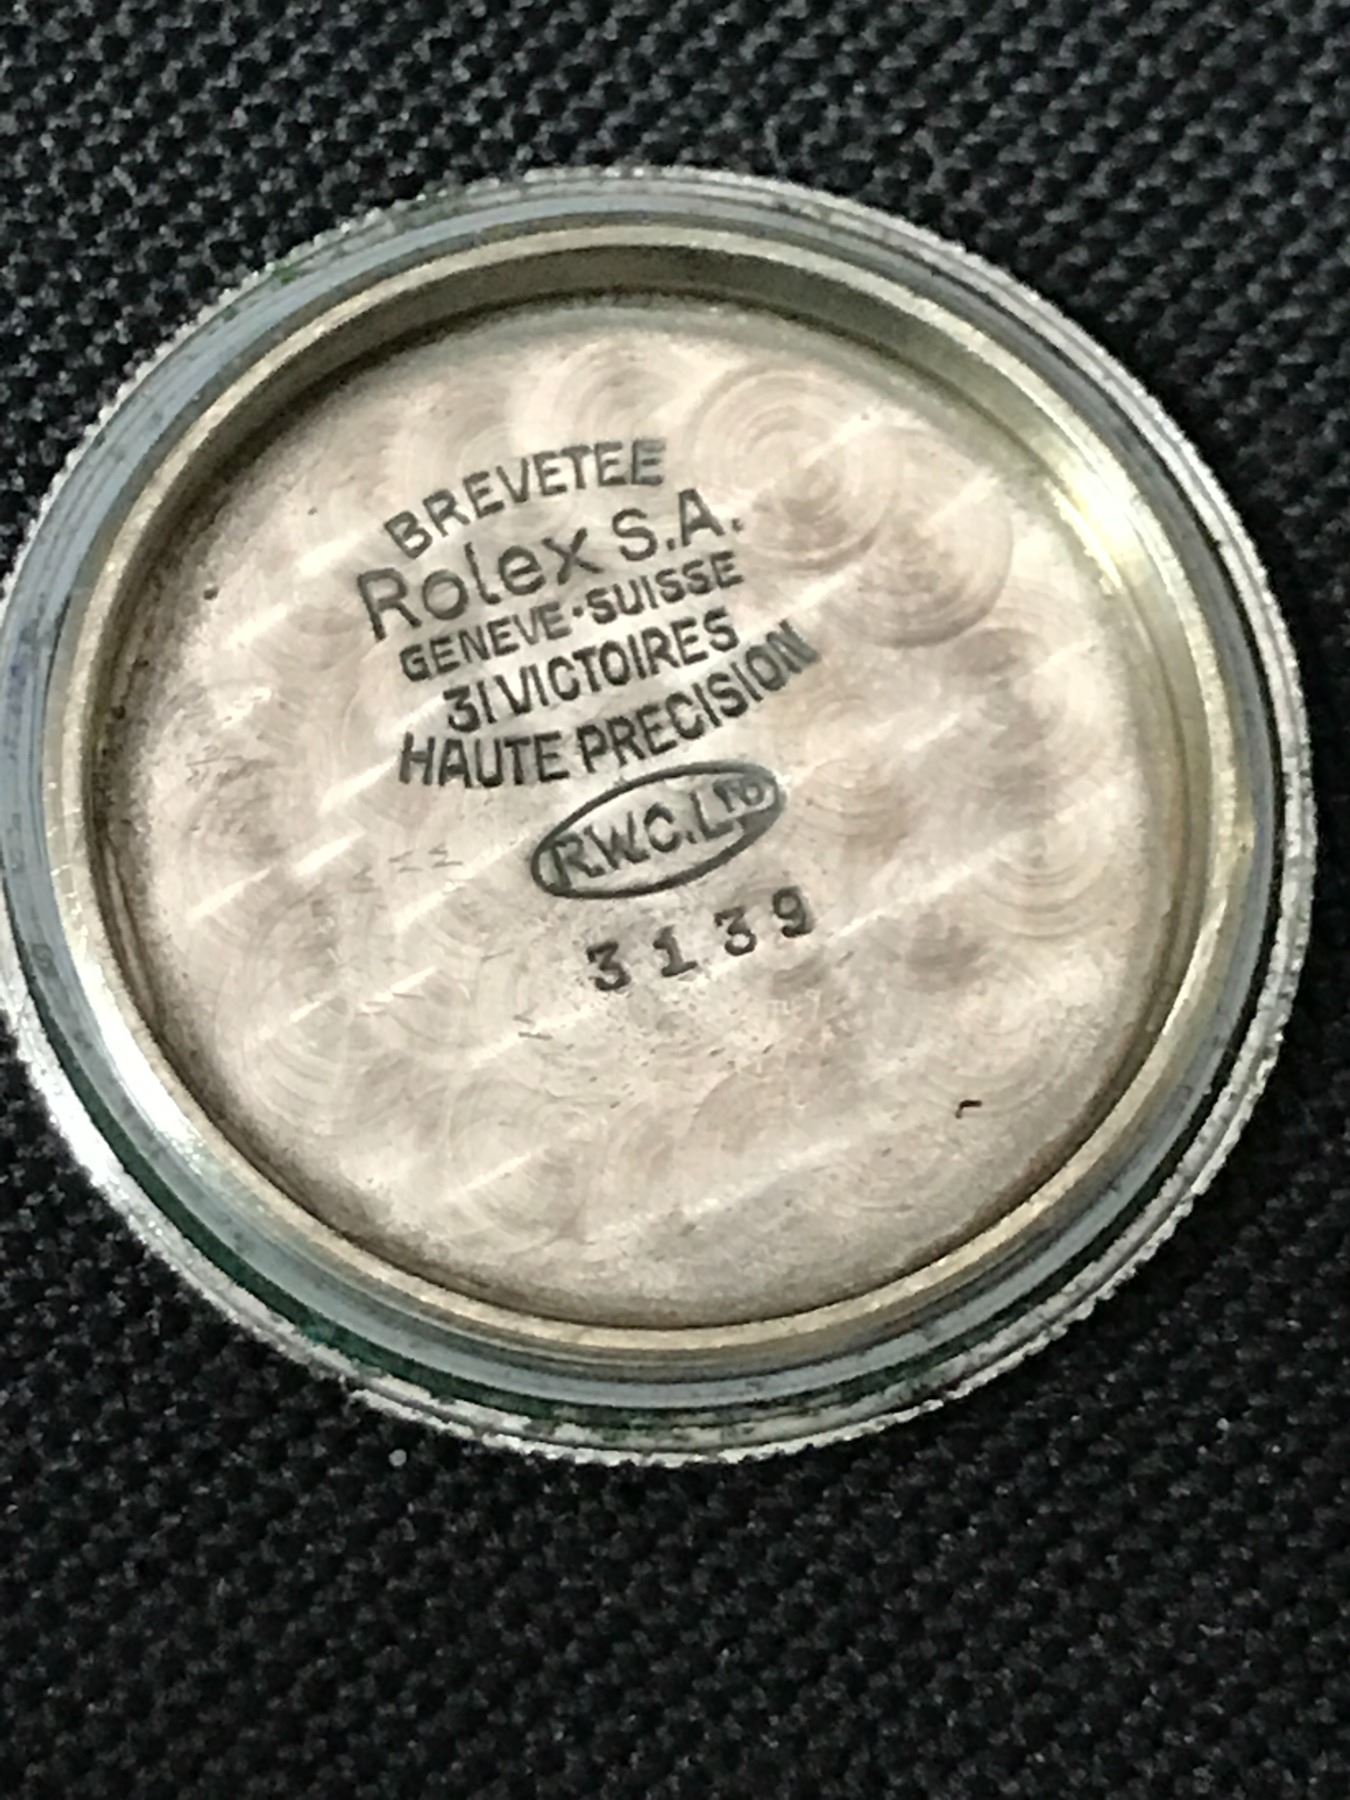 BREVETEE
Rolex S.A.
GENEVE·SUISSE
31 VICTOIRES
HAUTE PRECISION
R.W.C.LTD
3139